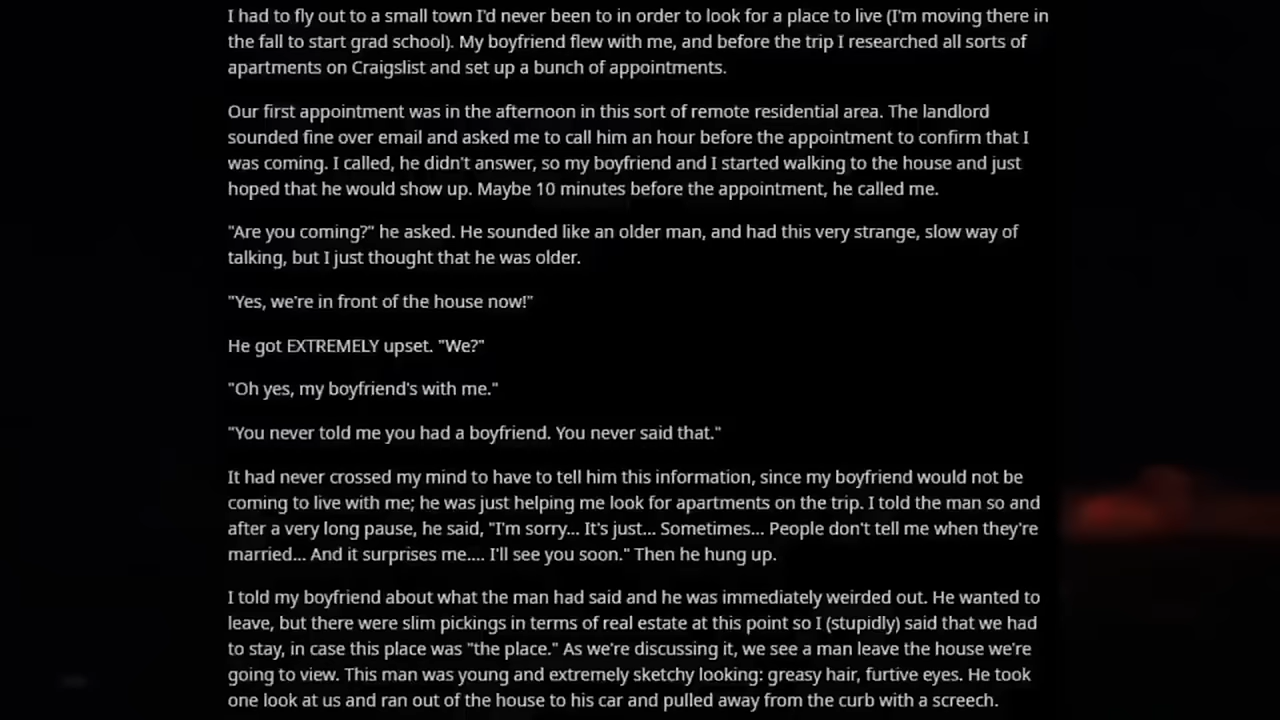 I had to fly out to a small town I'd never been to in order to look for a place to live (I'm moving there in
the fall to start grad school). My boyfriend flew with me, and before the trip I researched all sorts of
apartments on Craigslist and set up a bunch of appointments.
Our first appointment was in the afternoon in this sort of remote residential area. The landlord
sounded fine over email and asked me to call him an hour before the appointment to confirm that I
was coming. I called, he didn't answer, so my boyfriend and I started walking to the house and just
hoped that he would show up. Maybe 10 minutes before the appointment, he called me.
"Are you coming?" he asked. He sounded like an older man, and had this very strange, slow way of
talking, but I just thought that he was older.
"Yes, we're in front of the house now!"
He got EXTREMELY upset. "We?"
"Oh yes, my boyfriend's with me."
"You never told me you had a boyfriend. You never said that."
It had never crossed my mind to have to tell him this information, since my boyfriend would not be
coming to live with me; he was just helping me look for apartments on the trip. I told the man so and
after a very long pause, he said, "I'm sorry... It's just... Sometimes... People don't tell me when they're
married... And it surprises me.... I'll see you soon." Then he hung up.
I told my boyfriend about what the man had said and he was immediately weirded out. He wanted to
leave, but there were slim pickings in terms of real estate at this point so I (stupidly) said that we had
to stay, in case this place was "the place." As we're discussing it, we see a man leave the house we're
going to view. This man was young and extremely sketchy looking: greasy hair, furtive eyes. He took
one look at us and ran out of the house to his car and pulled away from the curb with a screech.